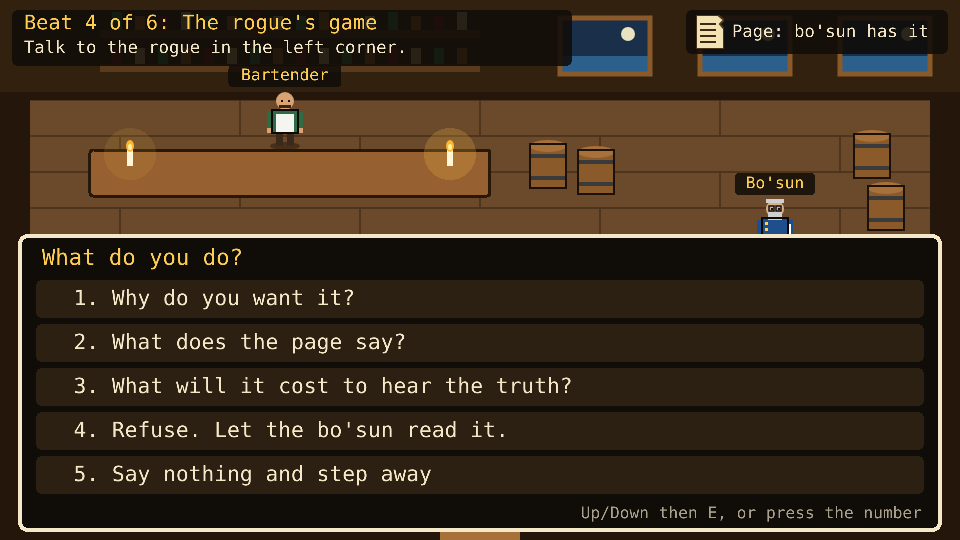 Beat 4 of 6: The rogue's game
Talk to the rogue in the left corner.
Page: bo'sun has it
Bartender
Bo'sun
What do you do?
1. Why do you want it?
2. What does the page say?
3. What will it cost to hear the truth?
4. Refuse. Let the bo'sun read it.
5. Say nothing and step away
Up/Down then E, or press the number